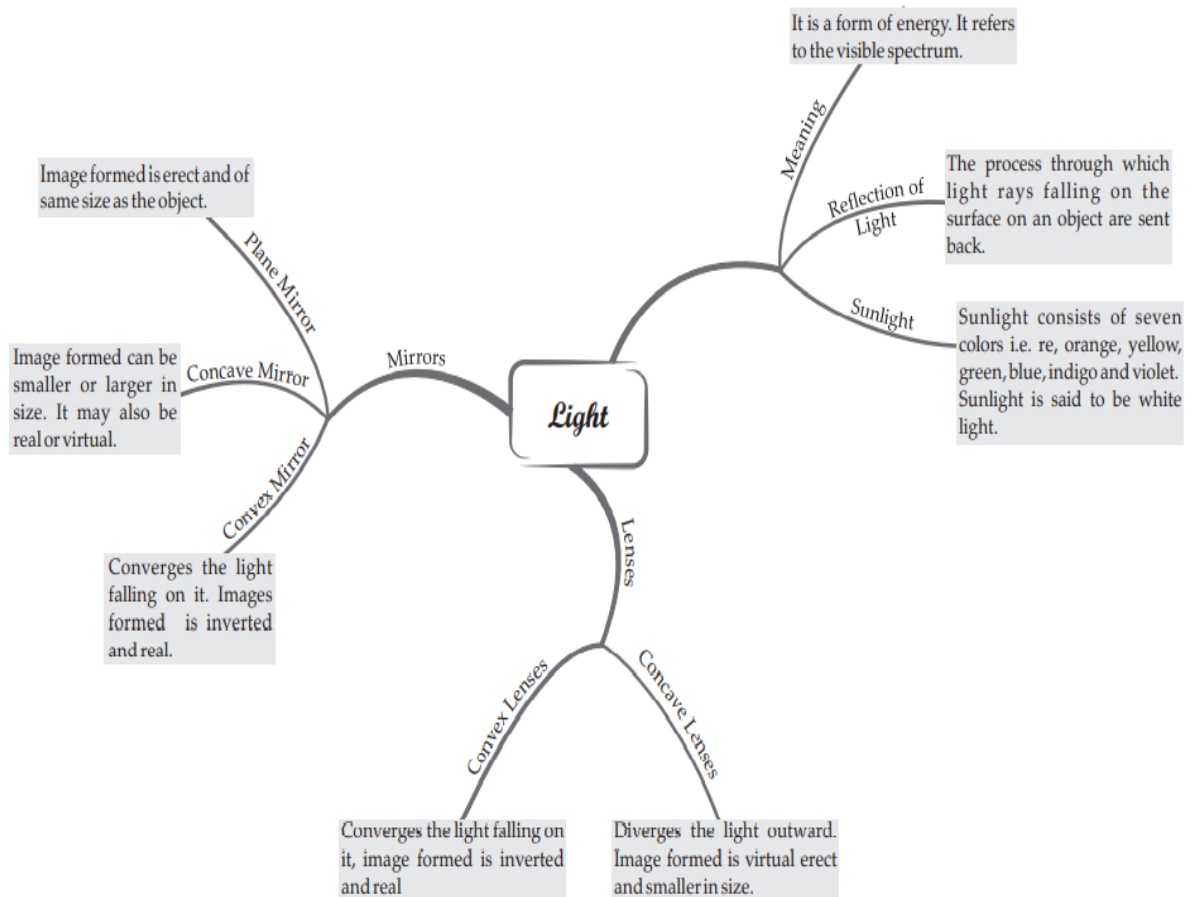 It is a form of energy. It refers
to the visible spectrum.
Meaning
Reflection of
Light
The process through which
light rays falling on the
surface on an object are sent
back.
Sunlight
Sunlight consists of seven
colors i.e. re, orange, yellow,
green, blue, indigo and violet.
Sunlight is said to be white
light.
Image formed is erect and of
same size as the object.
Plane Mirror
Mirrors
Image formed can be
smaller or larger in
size. It may also be
real or virtual.
Concave Mirror
Convex Mirror
Converges the light
falling on it. Images
formed is inverted
and real.
Light
Lenses
Convex Lenses
Concave Lenses
Converges the light falling on
it, image formed is inverted
and real
Diverges the light outward.
Image formed is virtual erect
and smaller in size.